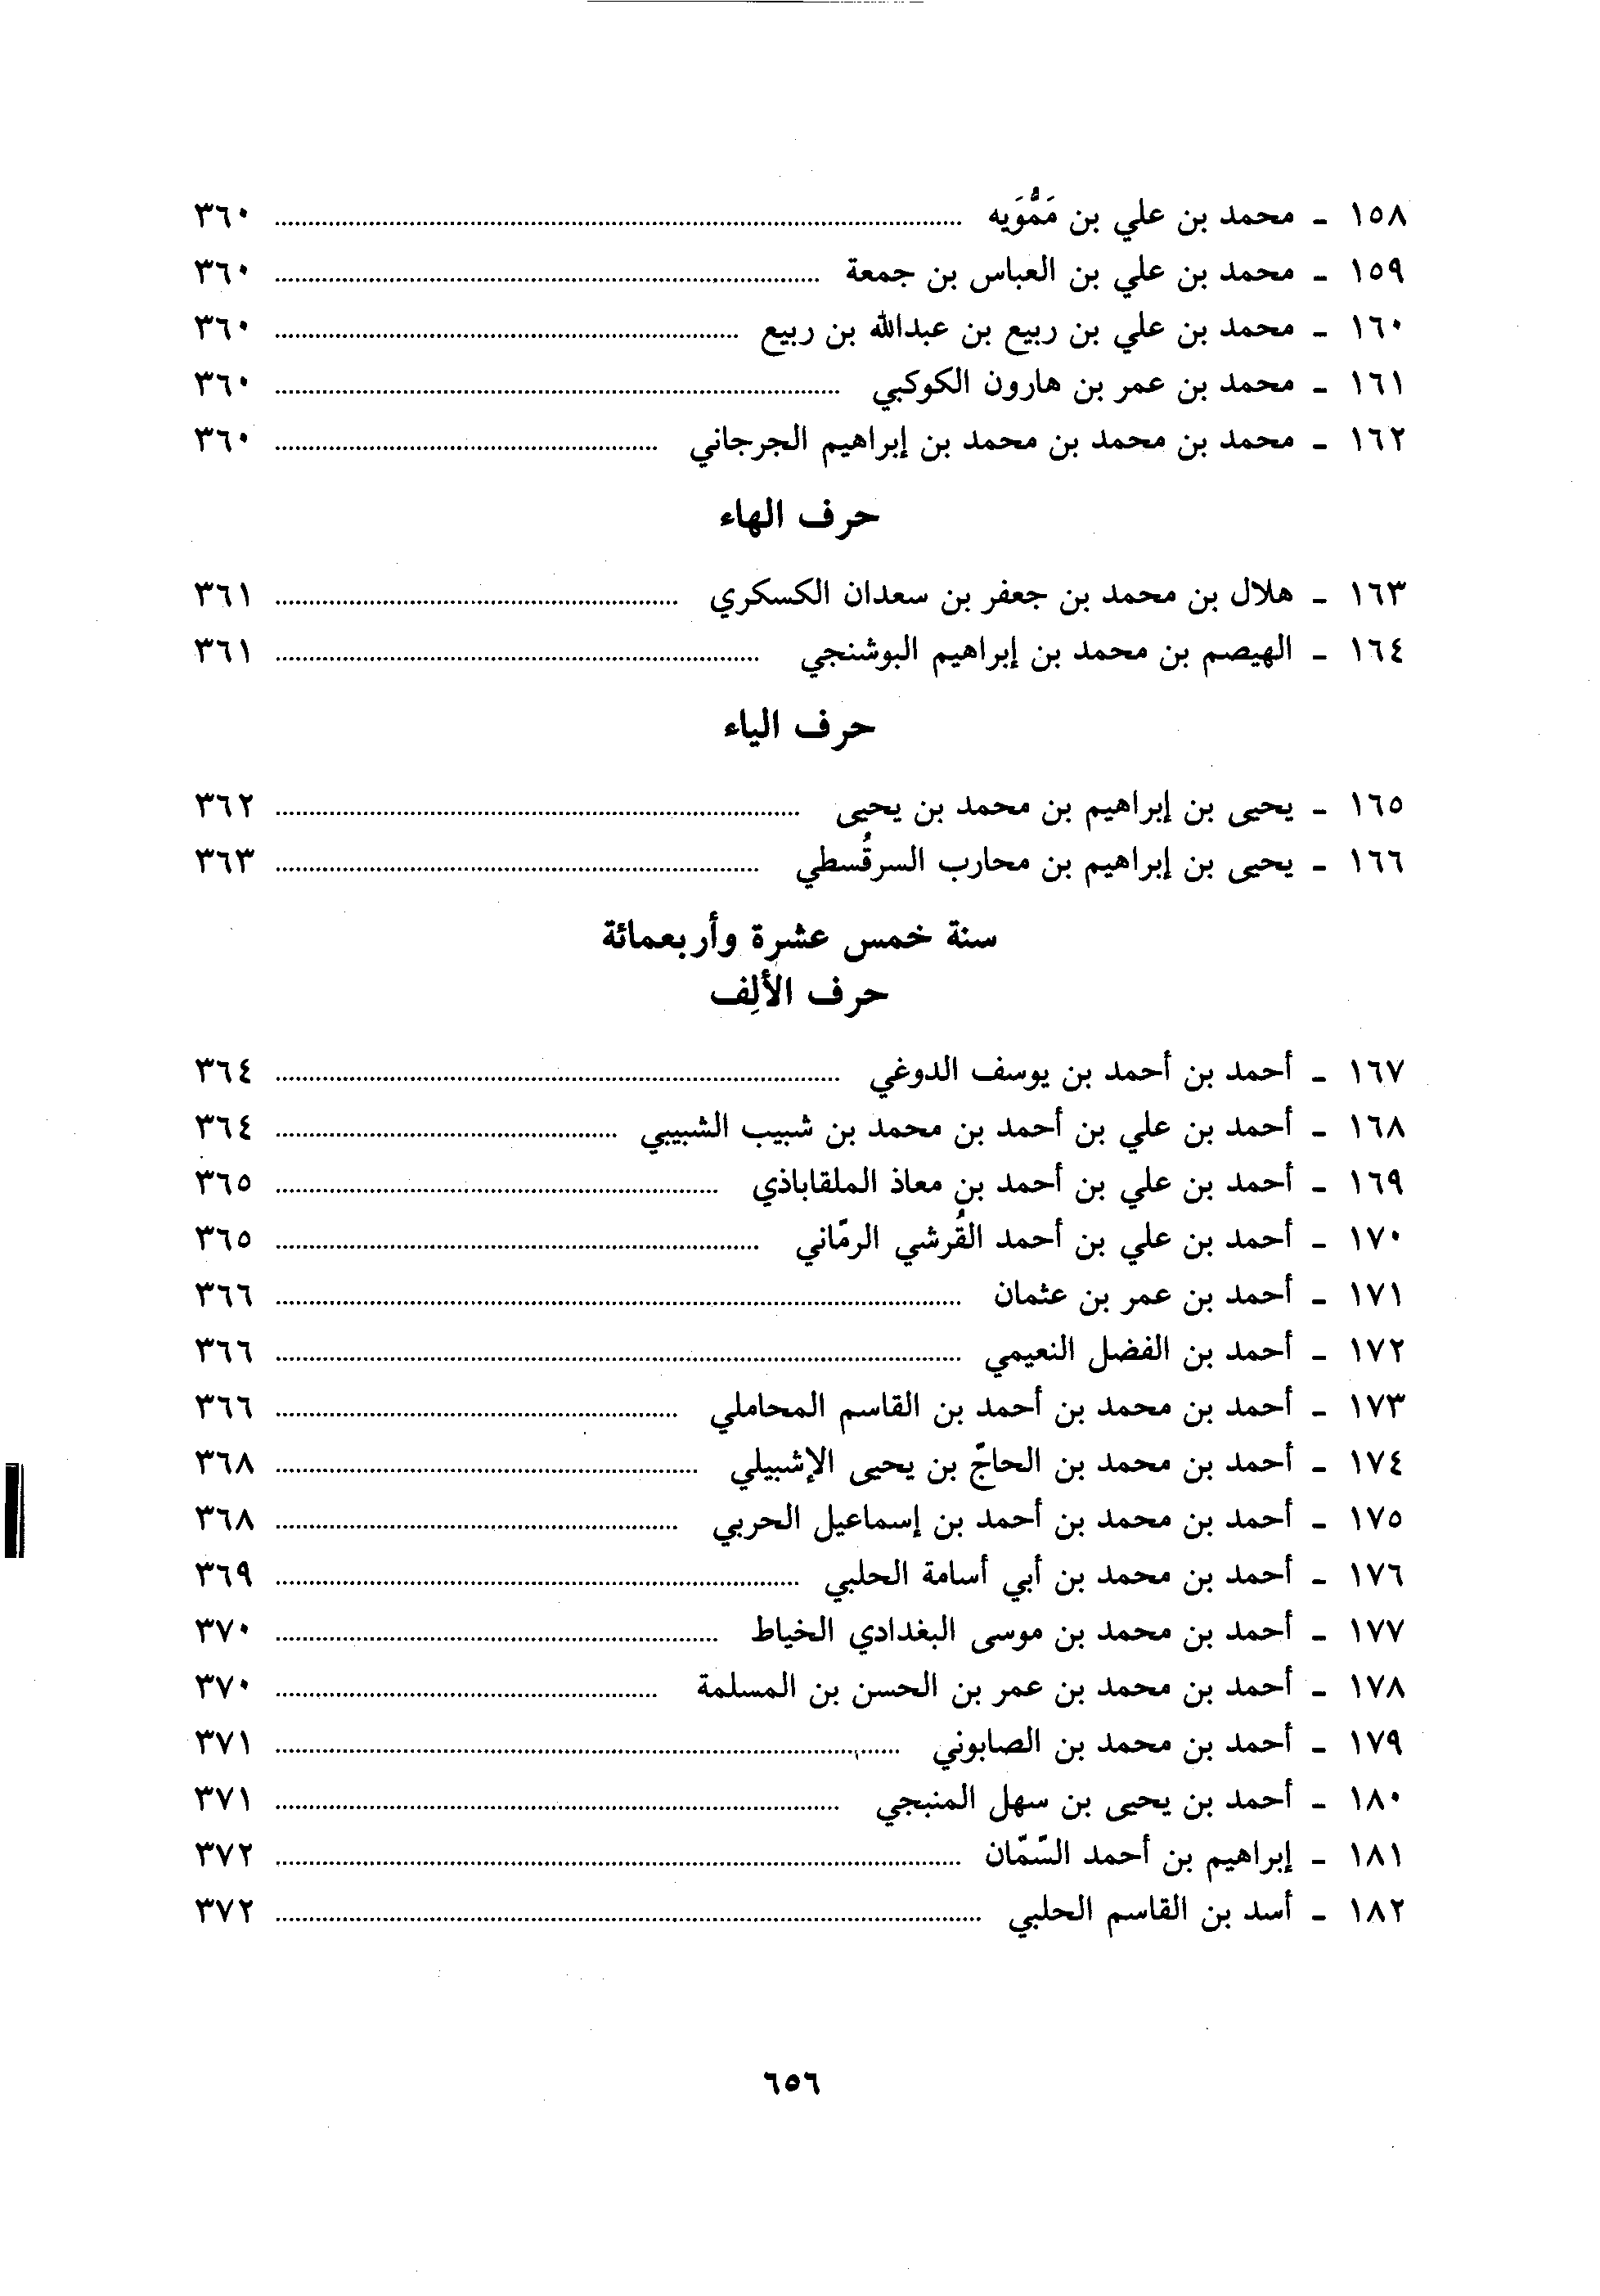 ١٥٨ ـ محمد بن علي بن مَمُّوَيه ........ ٣٦٠
١٥٩ ـ محمد بن علي بن العباس بن جمعة ........ ٣٦٠
١٦٠ ـ محمد بن علي بن ربيع بن عبدالله بن ربيع ........ ٣٦٠
١٦١ ـ محمد بن عمر بن هارون الكوكبي ........ ٣٦٠
١٦٢ ـ محمد بن محمد بن محمد بن إبراهيم الجرجاني ........ ٣٦٠
حرف الهاء
١٦٣ ـ هلال بن محمد بن جعفر بن سعدان الكسكري ........ ٣٦١
١٦٤ ـ الهيصم بن محمد بن إبراهيم البوشنجي ........ ٣٦١
حرف الياء
١٦٥ ـ يحيى بن إبراهيم بن محمد بن يحيى ........ ٣٦٢
١٦٦ ـ يحيى بن إبراهيم بن محارب السرقُسطي ........ ٣٦٣
سنة خمس عشرة وأربعمائة
حرف الألِف
١٦٧ ـ أحمد بن أحمد بن يوسف الدوغي ........ ٣٦٤
١٦٨ ـ أحمد بن علي بن أحمد بن محمد بن شبيب الشبيبي ........ ٣٦٤
١٦٩ ـ أحمد بن علي بن أحمد بن معاذ الملقاباذي ........ ٣٦٥
١٧٠ ـ أحمد بن علي بن أحمد القُرشي الرمّاني ........ ٣٦٥
١٧١ ـ أحمد بن عمر بن عثمان ........ ٣٦٦
١٧٢ ـ أحمد بن الفضل النعيمي ........ ٣٦٦
١٧٣ ـ أحمد بن محمد بن أحمد بن القاسم المحاملي ........ ٣٦٦
١٧٤ ـ أحمد بن محمد بن الحاجّ بن يحيى الإشبيلي ........ ٣٦٨
١٧٥ ـ أحمد بن محمد بن أحمد بن إسماعيل الحربي ........ ٣٦٨
١٧٦ ـ أحمد بن محمد بن أبي أسامة الحلبي ........ ٣٦٩
١٧٧ ـ أحمد بن محمد بن موسى البغدادي الخياط ........ ٣٧٠
١٧٨ ـ أحمد بن محمد بن عمر بن الحسن بن المسلمة ........ ٣٧٠
١٧٩ ـ أحمد بن محمد بن الصابوني ........ ٣٧١
١٨٠ ـ أحمد بن يحيى بن سهل المنبجي ........ ٣٧١
١٨١ ـ إبراهيم بن أحمد السّمّان ........ ٣٧٢
١٨٢ ـ أسد بن القاسم الحلبي ........ ٣٧٢
٦٥٦